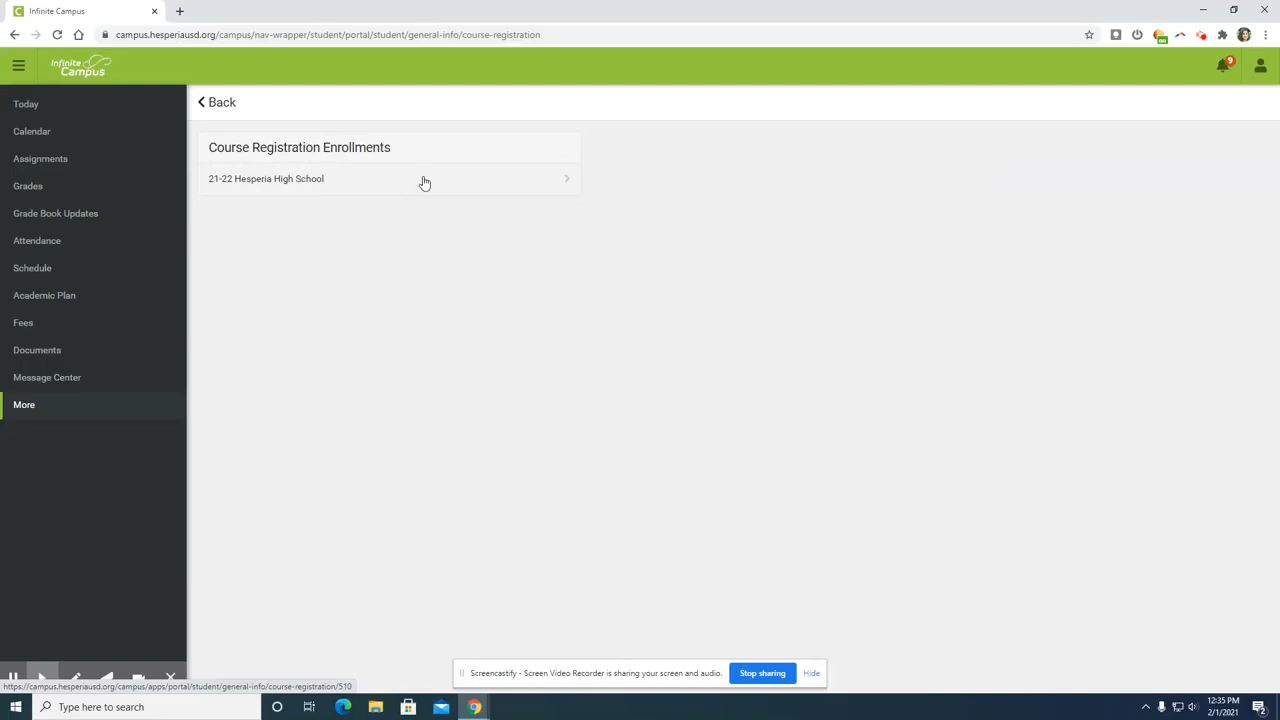 Infinite Campus
campus.hesperiausd.org/campus/nav-wrapper/student/portal/student/general-info/course-registration
on
Infinite
Campus
9
Today
Calendar
Assignments
Grades
Grade Book Updates
Attendance
Schedule
Academic Plan
Fees
Documents
Message Center
More
Back
Course Registration Enrollments
21-22 Hesperia High School
Screencastify - Screen Video Recorder is sharing your screen and audio.
Stop sharing
Hide
https://campus.hesperiausd.org/campus/apps/portal/student/general-info/course-registration/510
Type here to search
12:35 PM
2/1/2021
2